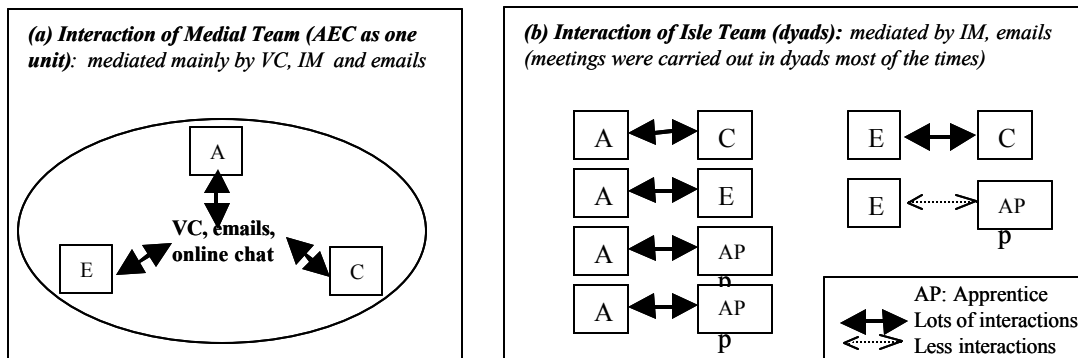 (a) Interaction of Medial Team (AEC as one
unit): mediated mainly by VC, IM and emails
A
VC, emails,
online chat
E
C
(b) Interaction of Isle Team (dyads): mediated by IM, emails
(meetings were carried out in dyads most of the times)
A
C
A
E
A
AP
p
A
AP
p
E
C
E
AP
p
AP: Apprentice
Lots of interactions
Less interactions